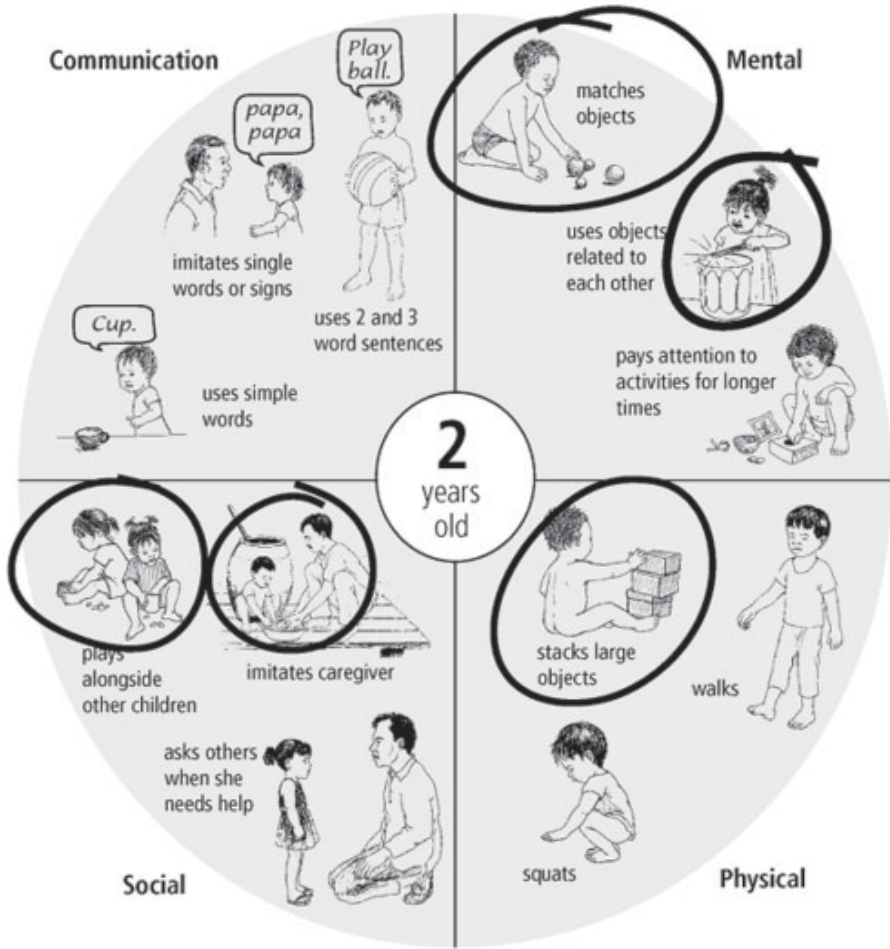 Communication
Play
ball.
papa,
papa
imitates single
words or signs
uses 2 and 3
word sentences
Cup.
uses simple
words
Mental
matches
objects
uses objects
related to
each other
pays attention to
activities for longer
times
2
years
old
plays
alongside
other children
imitates caregiver
asks others
when she
needs help
Social
stacks large
objects
walks
squats
Physical